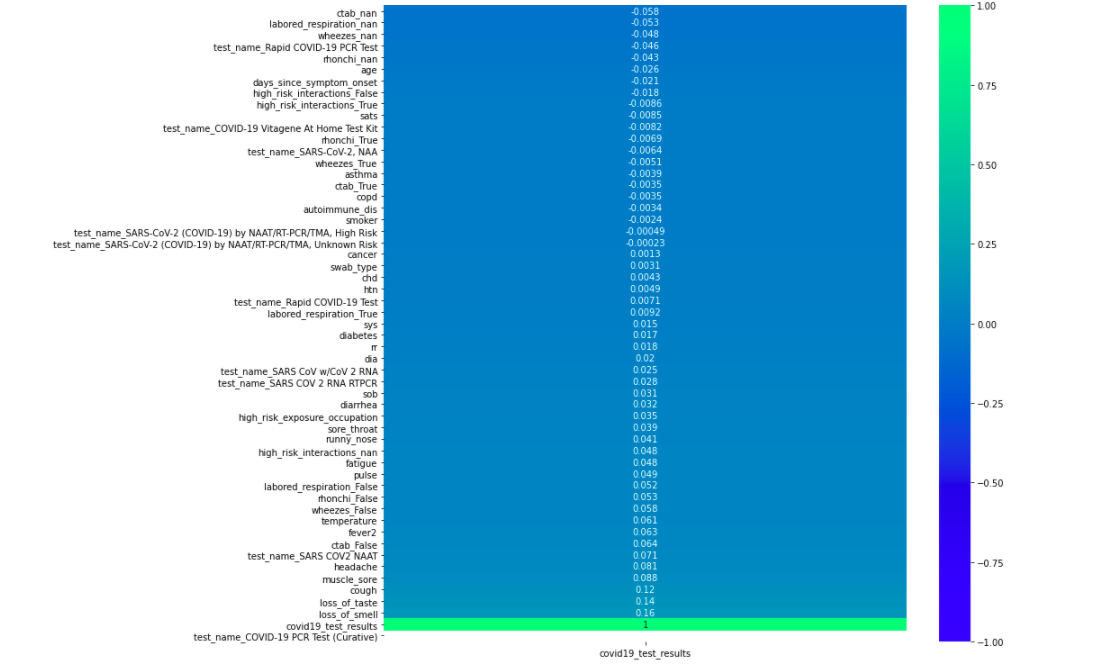 ctab_nan -0.058
labored_respiration_nan -0.053
wheezes_nan -0.048
test_name_Rapid COVID-19 PCR Test -0.046
rhonchi_nan -0.043
age -0.026
days_since_symptom_onset -0.021
high_risk_interactions_False -0.018
high_risk_interactions_True -0.0086
sats -0.0085
test_name_COVID-19 Vitagene At Home Test Kit -0.0082
rhonchi_True -0.0069
test_name_SARS-CoV-2, NAA -0.0064
wheezes_True -0.0051
asthma -0.0039
ctab_True -0.0035
copd -0.0035
autoimmune_dis -0.0034
smoker -0.0024
test_name_SARS-CoV-2 (COVID-19) by NAAT/RT-PCR/TMA, High Risk -0.00049
test_name_SARS-CoV-2 (COVID-19) by NAAT/RT-PCR/TMA, Unknown Risk -0.00023
cancer 0.0013
swab_type 0.0031
chd 0.0043
htn 0.0049
test_name_Rapid COVID-19 Test 0.0071
labored_respiration_True 0.0092
sys 0.015
diabetes 0.017
rr 0.018
dia 0.02
test_name_SARS CoV w/CoV 2 RNA 0.025
test_name_SARS COV 2 RNA RTPCR 0.028
sob 0.031
diarrhea 0.032
high_risk_exposure_occupation 0.035
sore_throat 0.039
runny_nose 0.041
high_risk_interactions_nan 0.048
fatigue 0.048
pulse 0.049
labored_respiration_False 0.052
rhonchi_False 0.053
wheezes_False 0.058
temperature 0.061
fever2 0.063
ctab_False 0.064
test_name_SARS COV2 NAAT 0.071
headache 0.081
muscle_sore 0.088
cough 0.12
loss_of_taste 0.14
loss_of_smell 0.16
covid19_test_results 1
test_name_COVID-19 PCR Test (Curative)
covid19_test_results
1.00
0.75
0.50
0.25
0.00
−0.25
−0.50
−0.75
−1.00